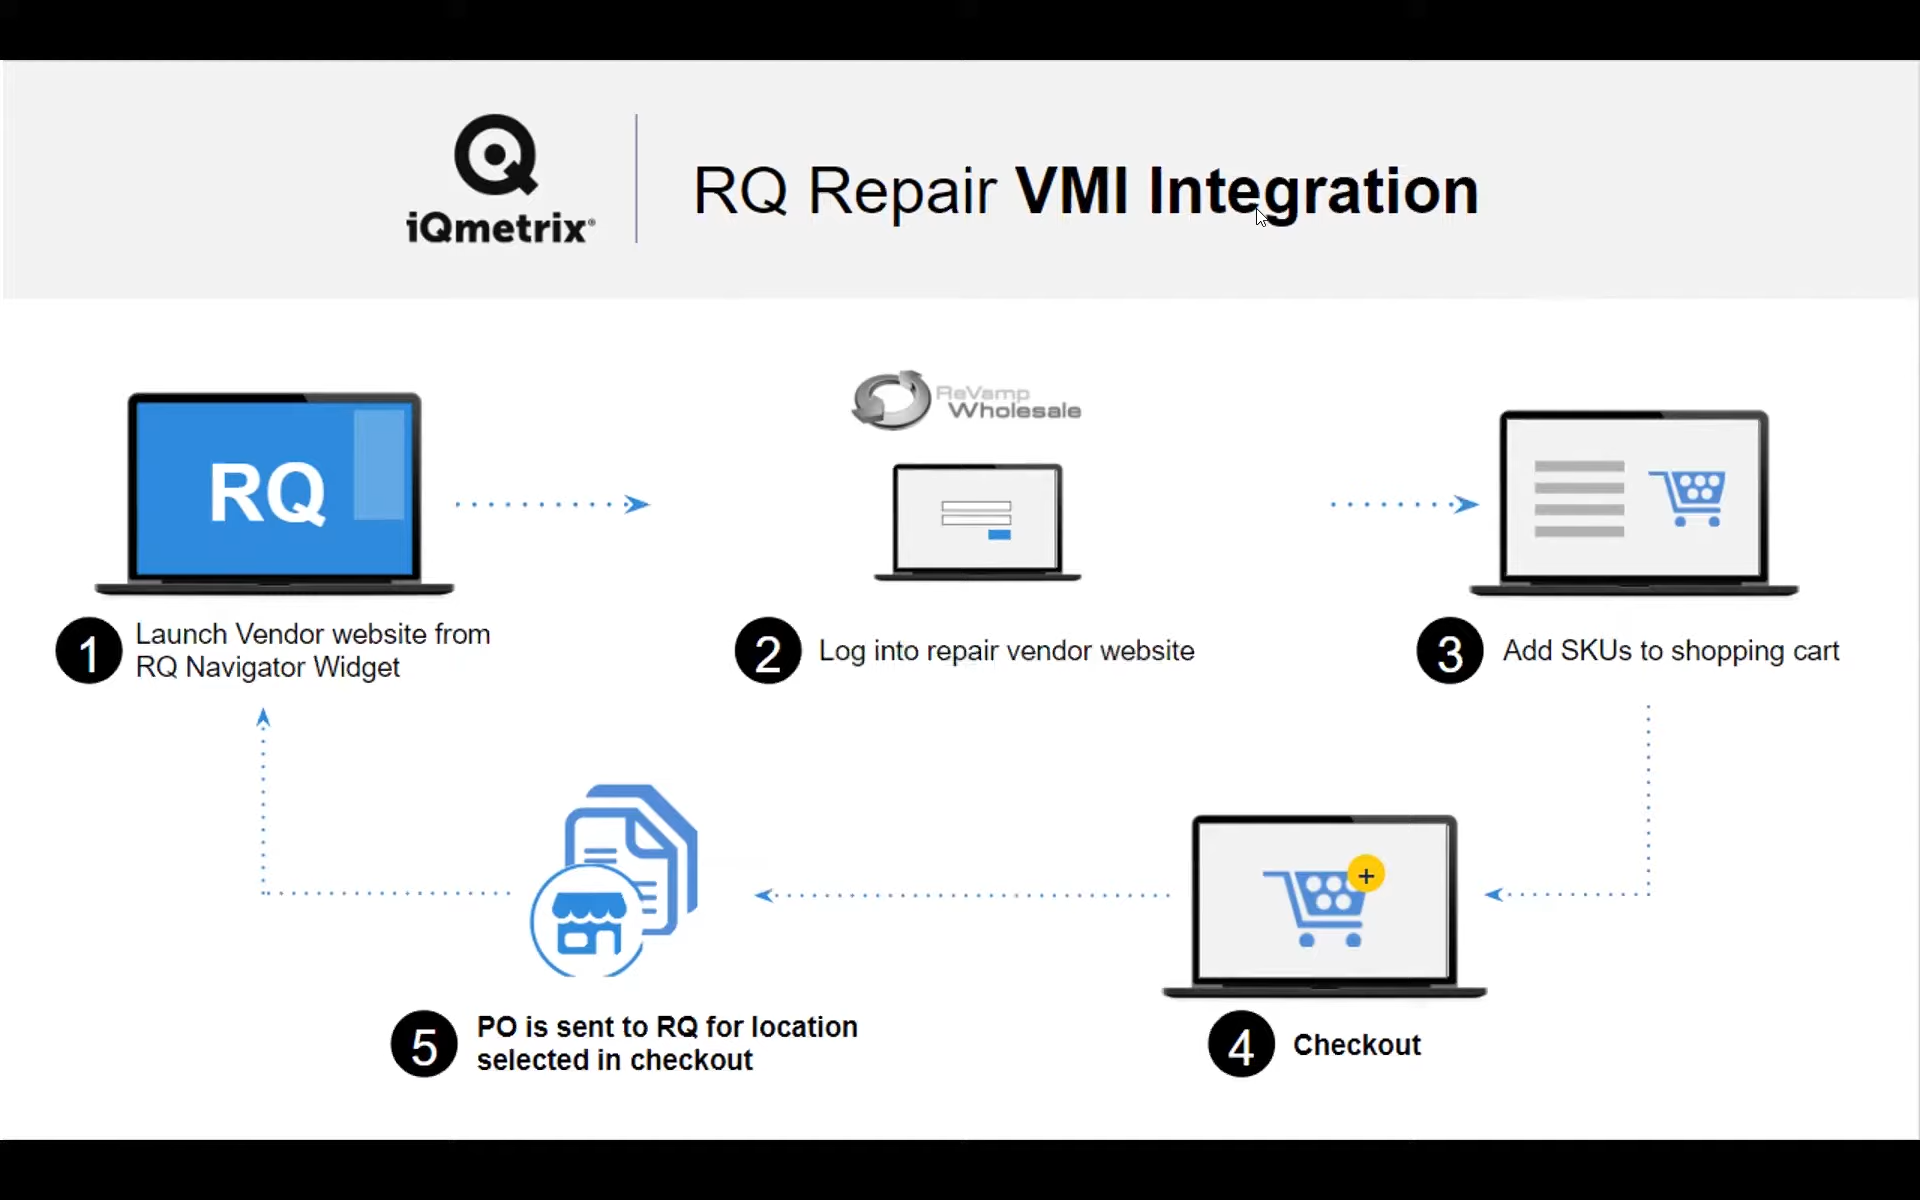 iQmetrix®
RQ Repair VMI Integration
RQ
ReVamp
Wholesale
1
Launch Vendor website from
RQ Navigator Widget
2
Log into repair vendor website
3
Add SKUs to shopping cart
+
5
PO is sent to RQ for location
selected in checkout
4
Checkout